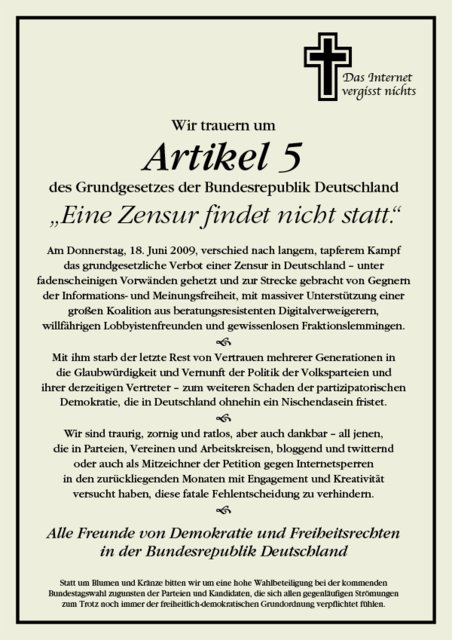 Das Internet
vergisst nichts
Wir trauern um
Artikel 5
des Grundgesetzes der Bundesrepublik Deutschland
„Eine Zensur findet nicht statt.“
Am Donnerstag, 18. Juni 2009, verschied nach langem, tapferem Kampf
das grundgesetzliche Verbot einer Zensur in Deutschland – unter
fadenscheinigen Vorwänden gehetzt und zur Strecke gebracht von Gegnern
der Informations- und Meinungsfreiheit, mit massiver Unterstützung einer
großen Koalition aus beratungsresistenten Digitalverweigerern,
willfährigen Lobbyistenfreunden und gewissenlosen Fraktionslemmingen.
Mit ihm starb der letzte Rest von Vertrauen mehrerer Generationen in
die Glaubwürdigkeit und Vernunft der Politik der Volksparteien und
ihrer derzeitigen Vertreter – zum weiteren Schaden der partizipatorischen
Demokratie, die in Deutschland ohnehin ein Nischendasein fristet.
Wir sind traurig, zornig und ratlos, aber auch dankbar – all jenen,
die in Parteien, Vereinen und Arbeitskreisen, bloggend und twitternd
oder auch als Mitzeichner der Petition gegen Internetsperren
in den zurückliegenden Monaten mit Engagement und Kreativität
versucht haben, diese fatale Fehlentscheidung zu verhindern.
Alle Freunde von Demokratie und Freiheitsrechten
in der Bundesrepublik Deutschland
Statt um Blumen und Kränze bitten wir um eine hohe Wahlbeteiligung bei der kommenden
Bundestagswahl zugunsten der Parteien und Kandidaten, die sich allen gegenläufigen Strömungen
zum Trotz noch immer der freiheitlich-demokratischen Grundordnung verpflichtet fühlen.